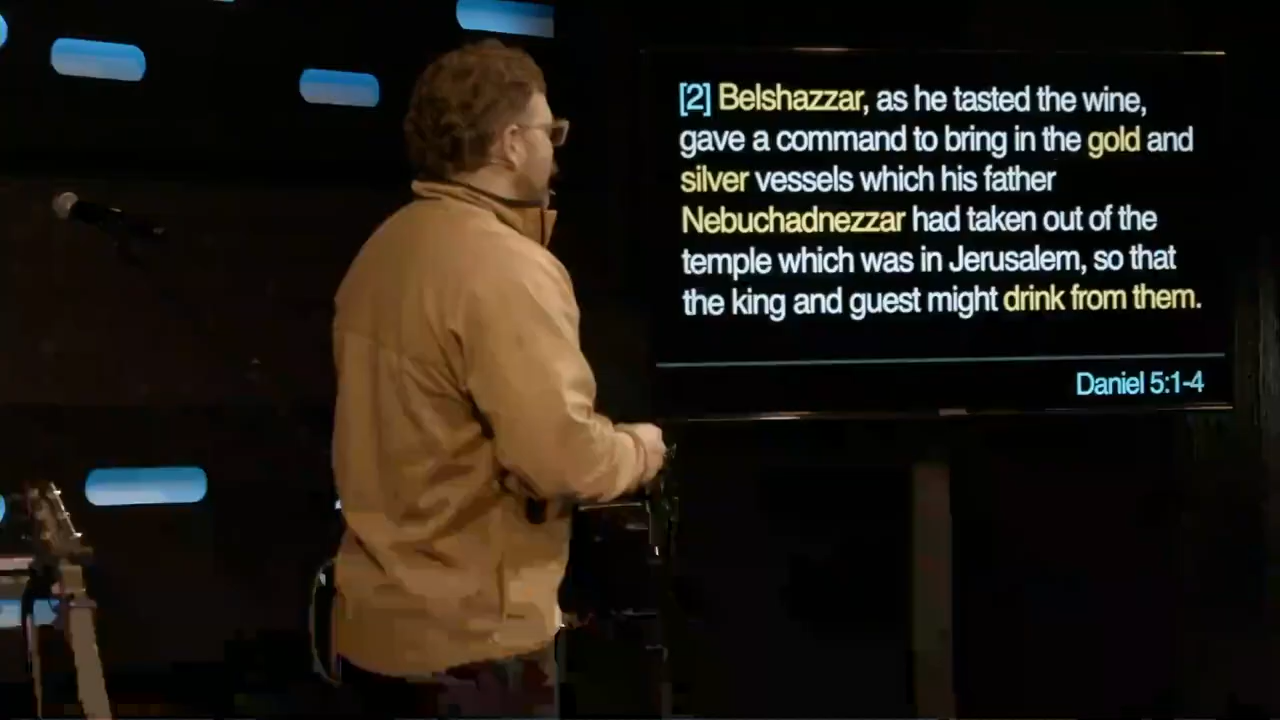 [2] Belshazzar, as he tasted the wine,
gave a command to bring in the gold and
silver vessels which his father
Nebuchadnezzar had taken out of the
temple which was in Jerusalem, so that
the king and guest might drink from them.
Daniel 5:1-4